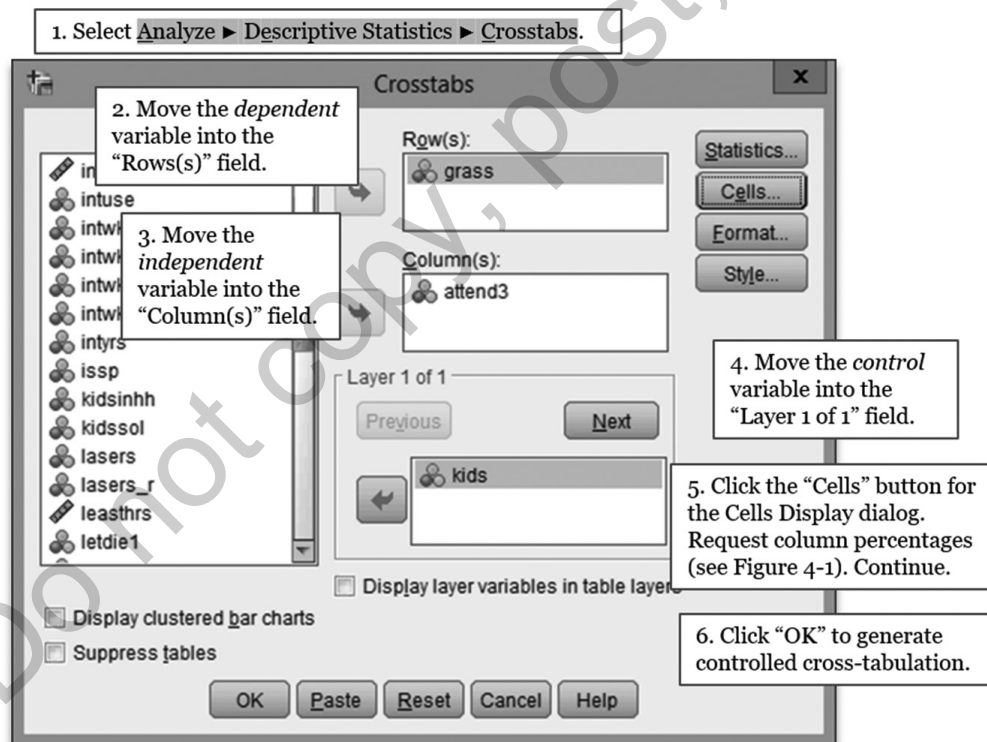 1. Select Analyze ► Descriptive Statistics ► Crosstabs.
Crosstabs
2. Move the dependent
variable into the
“Rows(s)” field.
3. Move the
independent
variable into the
“Column(s)” field.
intuse
intyrs
issp
kidsinhh
kidssol
lasers
lasers_r
leasthrs
letdie1
Row(s):
grass
Column(s):
attend3
Layer 1 of 1
Previous
Next
kids
Statistics...
Cells...
Format...
Style...
4. Move the control
variable into the
“Layer 1 of 1” field.
5. Click the “Cells” button for
the Cells Display dialog.
Request column percentages
(see Figure 4-1). Continue.
Display layer variables in table layers
Display clustered bar charts
Suppress tables
6. Click “OK” to generate
controlled cross-tabulation.
OK
Paste
Reset
Cancel
Help
Do not copy, post,